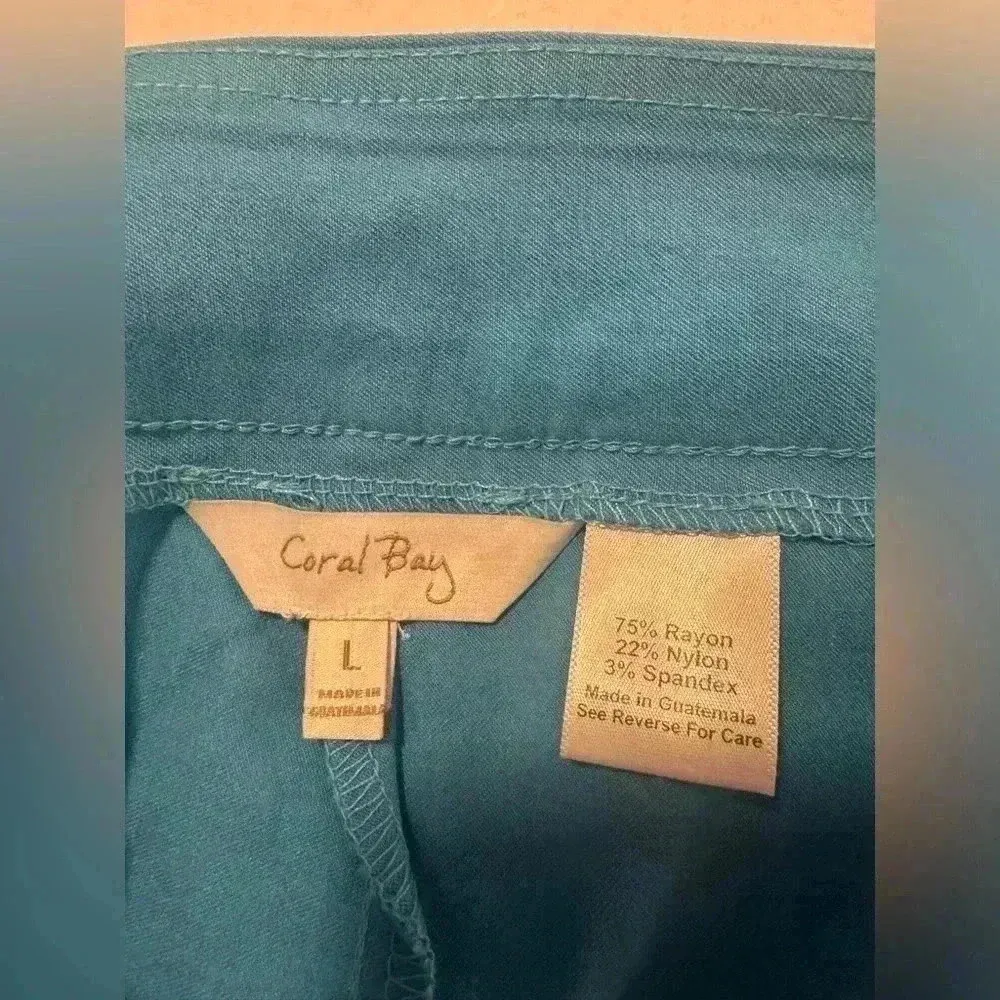 Coral Bay
L
MADE IN
GUATEMALA
75% Rayon
22% Nylon
3% Spandex
Made in Guatemala
See Reverse For Care